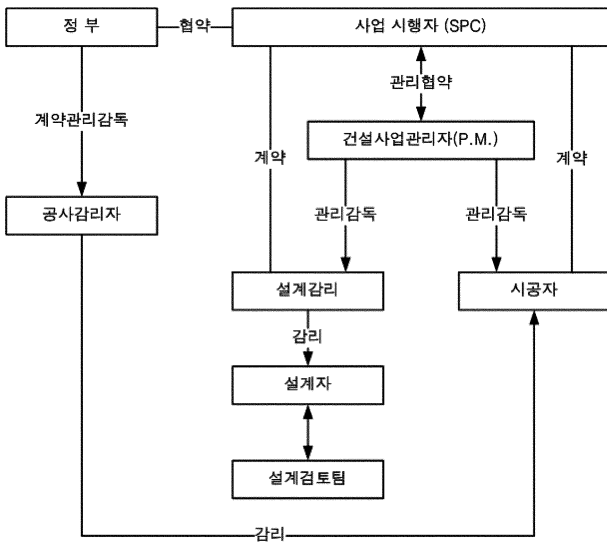 정 부
협약
사업 시행자 (SPC)
관리협약
계약관리감독
건설사업관리자(P.M.)
계약
계약
공사감리자
관리감독
관리감독
설계감리
시공자
감리
설계자
설계검토팀
감리